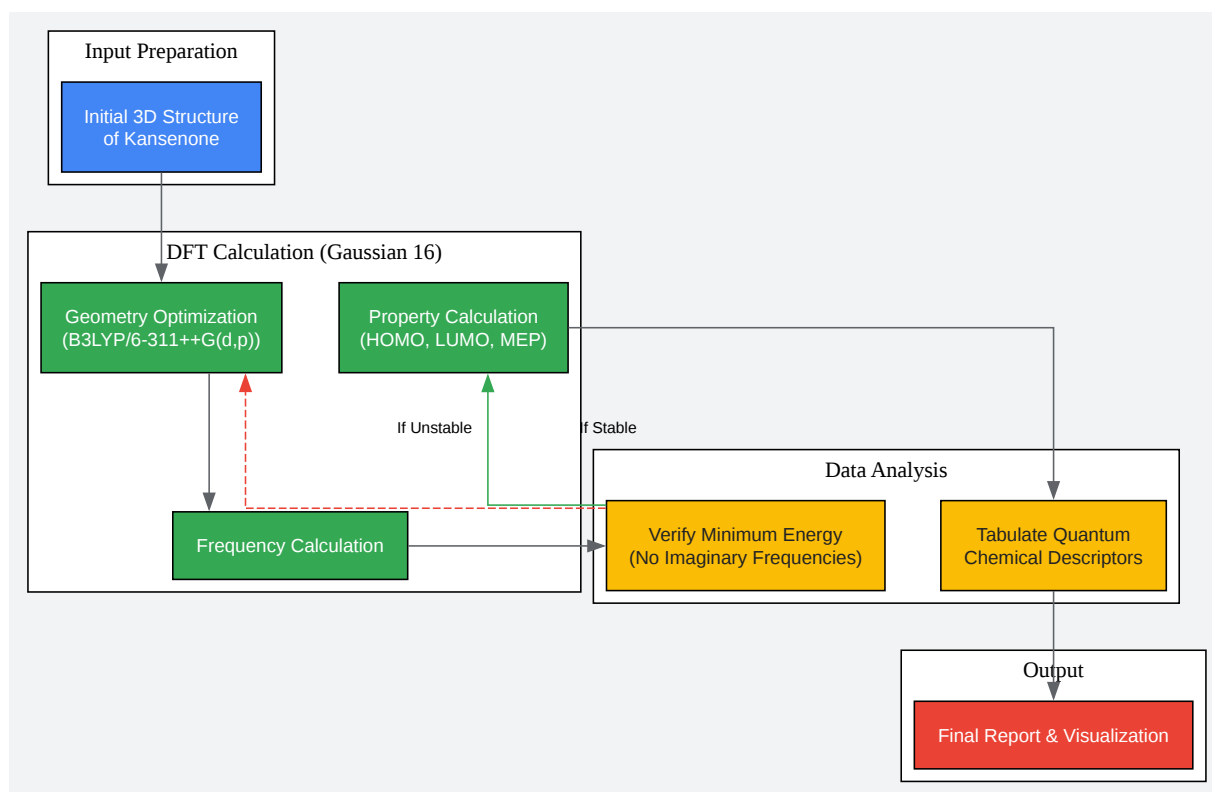 Input Preparation
Initial 3D Structure
of Kansenone
DFT Calculation (Gaussian 16)
Geometry Optimization
(B3LYP/6-311++G(d,p))
Property Calculation
(HOMO, LUMO, MEP)
If Unstable
If Stable
Frequency Calculation
Data Analysis
Verify Minimum Energy
(No Imaginary Frequencies)
Tabulate Quantum
Chemical Descriptors
Output
Final Report & Visualization